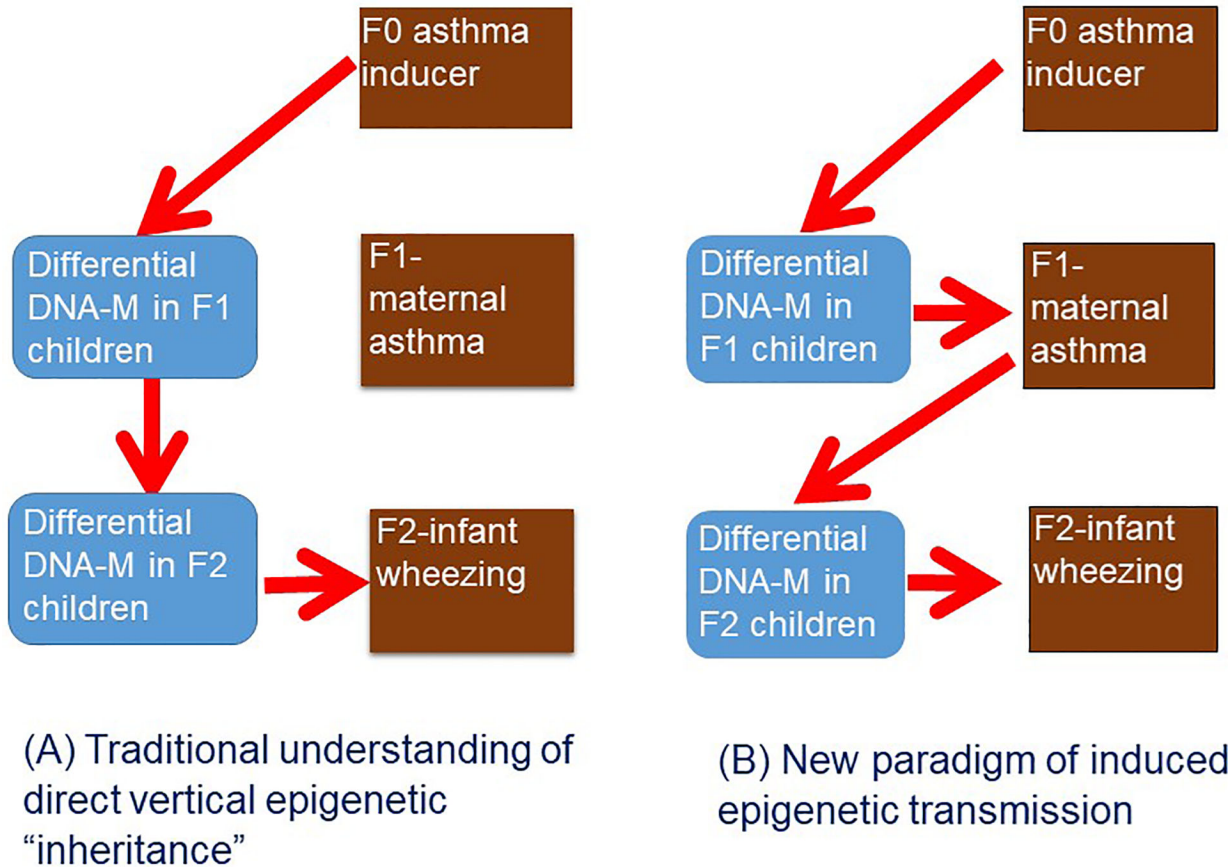 F0 asthma
inducer
Differential
DNA-M in F1
children
F1-
maternal
asthma
Differential
DNA-M in F2
children
F2-infant
wheezing
(A) Traditional understanding of
direct vertical epigenetic
“inheritance”
F0 asthma
inducer
Differential
DNA-M in
F1 children
F1-
maternal
asthma
Differential
DNA-M in
F2 children
F2-infant
wheezing
(B) New paradigm of induced
epigenetic transmission